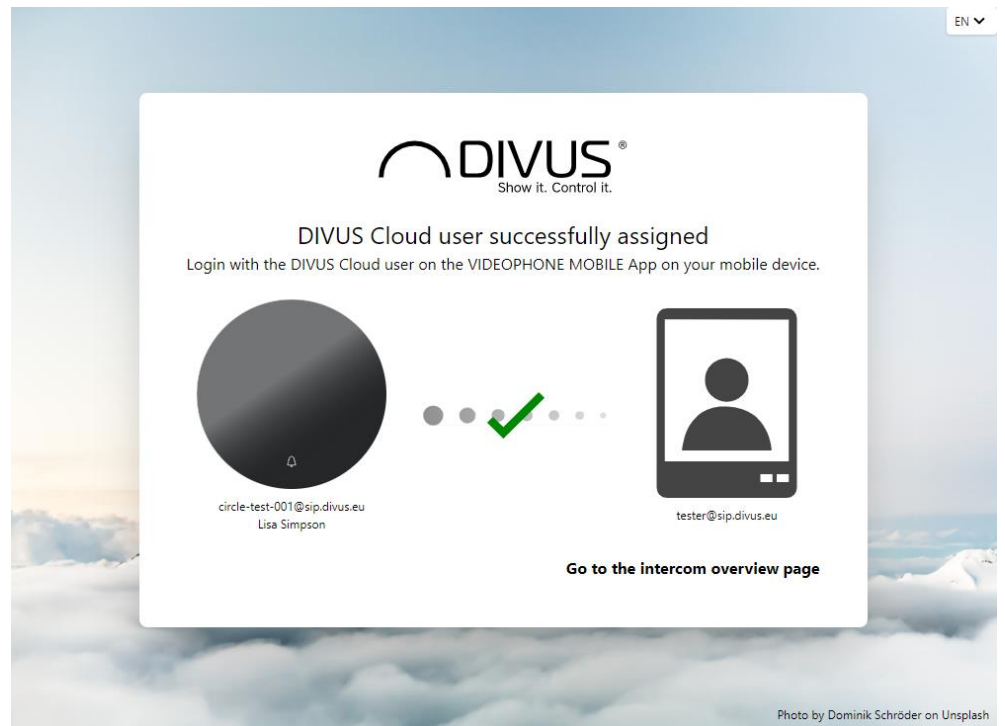 EN
DIVUS®
Show it. Control it.
DIVUS Cloud user successfully assigned
Login with the DIVUS Cloud user on the VIDEOPHONE MOBILE App on your mobile device.
circle-test-001@sip.divus.eu
Lisa Simpson
tester@sip.divus.eu
Go to the intercom overview page
Photo by Dominik Schröder on Unsplash